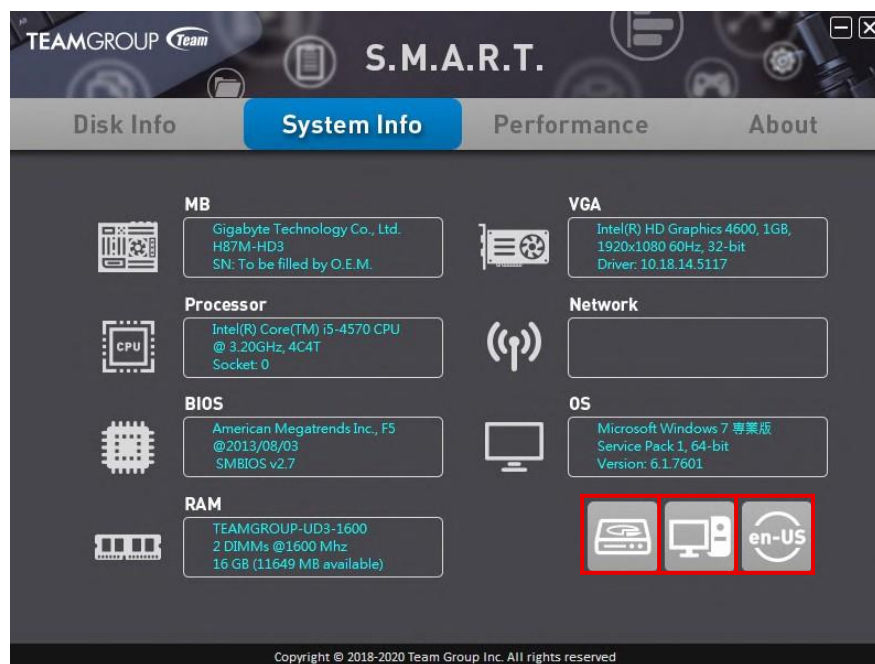 TEAMGROUP Team
S.M.A.R.T.
Disk Info
System Info
Performance
About
MB
Gigabyte Technology Co., Ltd.
H87M-HD3
SN: To be filled by O.E.M.
VGA
Intel(R) HD Graphics 4600, 1GB,
1920x1080 60Hz, 32-bit
Driver: 10.18.14.5117
Processor
CPU
Intel(R) Core(TM) i5-4570 CPU
@ 3.20GHz, 4C4T
Socket: 0
Network
BIOS
American Megatrends Inc., F5
@2013/08/03
SMBIOS v2.7
OS
Microsoft Windows 7 專業版
Service Pack 1, 64-bit
Version: 6.1.7601
RAM
TEAMGROUP-UD3-1600
2 DIMMs @1600 Mhz
16 GB (11649 MB available)
en-US
Copyright © 2018-2020 Team Group Inc. All rights reserved